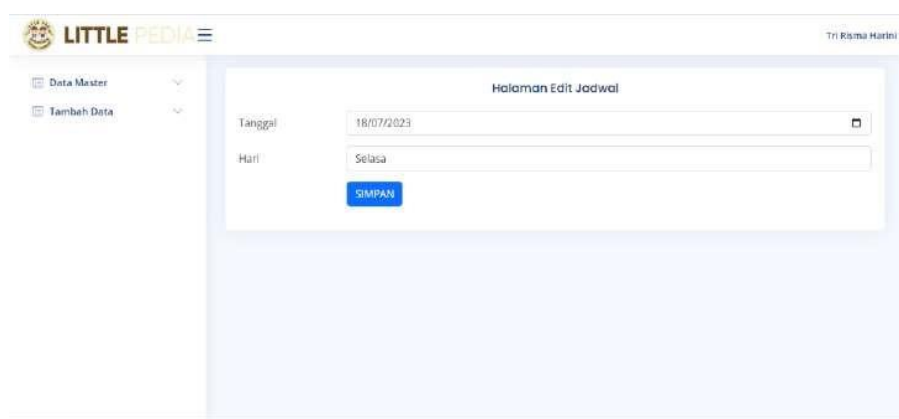 LITTLE PEDIA
Tri Risma Harini
Data Master
Tambah Data
Halaman Edit Jadwal
Tanggal
18/07/2023
Hari
Selasa
SIMPAN